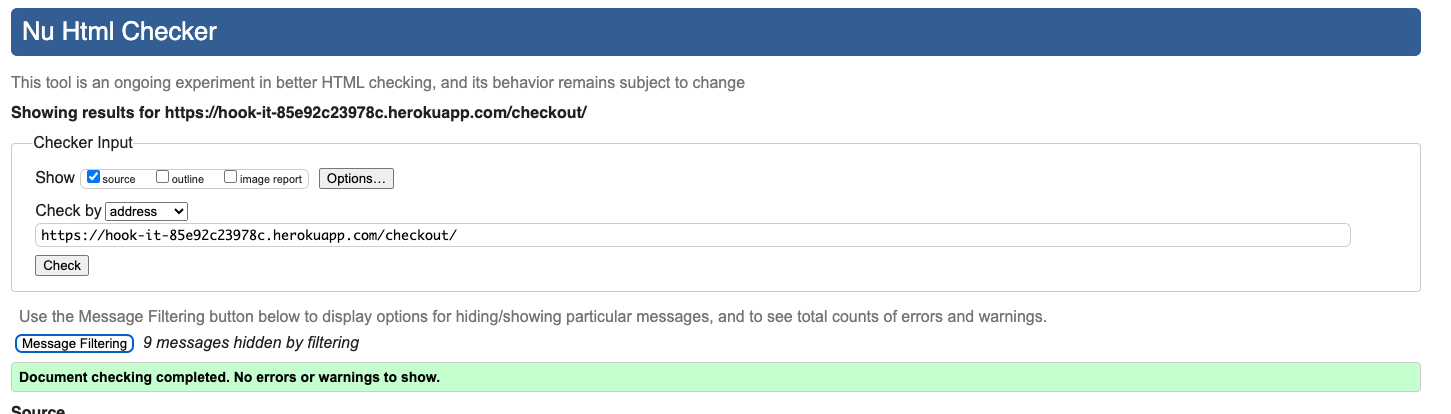 Nu Html Checker
This tool is an ongoing experiment in better HTML checking, and its behavior remains subject to change
Showing results for https://hook-it-85e92c23978c.herokuapp.com/checkout/
Checker Input
Show source outline image report Options...
Check by address
https://hook-it-85e92c23978c.herokuapp.com/checkout/
Check
Use the Message Filtering button below to display options for hiding/showing particular messages, and to see total counts of errors and warnings.
Message Filtering 9 messages hidden by filtering
Document checking completed. No errors or warnings to show.
Source